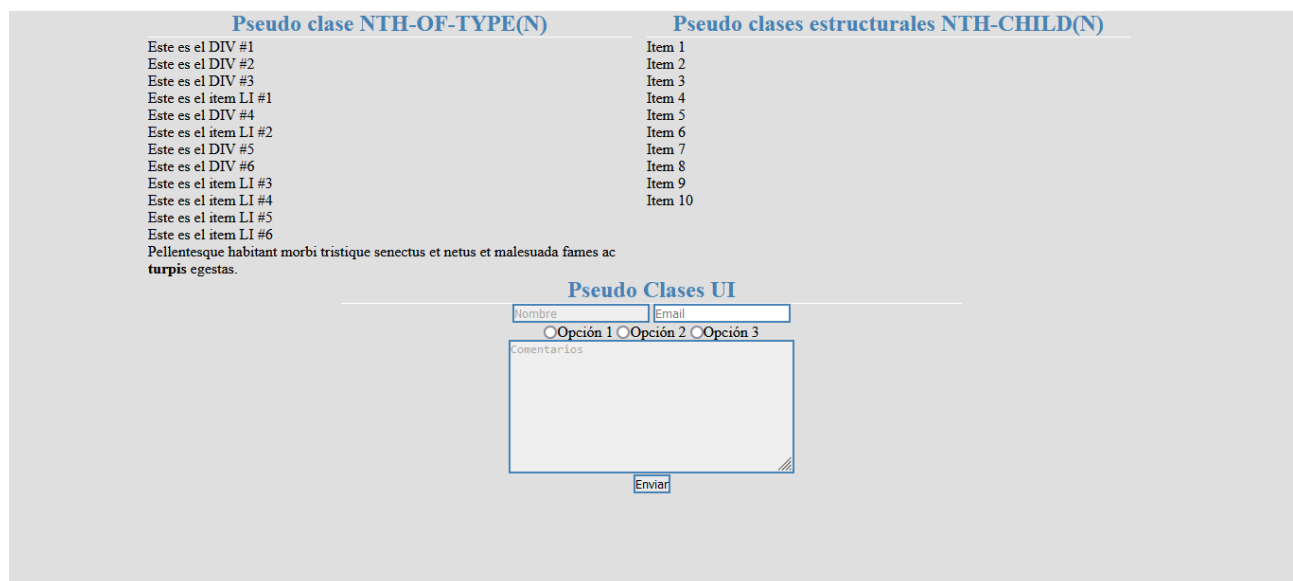 Pseudo clase NTH-OF-TYPE(N)
Este es el DIV #1
Este es el DIV #2
Este es el DIV #3
Este es el item LI #1
Este es el DIV #4
Este es el item LI #2
Este es el DIV #5
Este es el DIV #6
Este es el item LI #3
Este es el item LI #4
Este es el item LI #5
Este es el item LI #6
Pellentesque habitant morbi tristique senectus et netus et malesuada fames ac
turpis egestas.
Pseudo clases estructurales NTH-CHILD(N)
Item 1
Item 2
Item 3
Item 4
Item 5
Item 6
Item 7
Item 8
Item 9
Item 10
Pseudo Clases UI
Nombre Email
Opción 1 Opción 2 Opción 3
Comentarios
Enviar